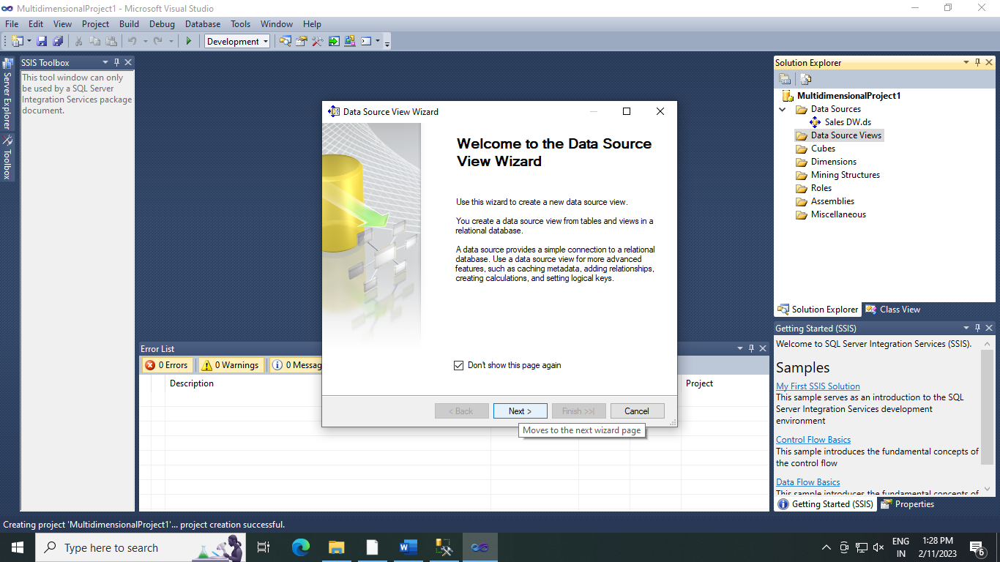 MultidimensionalProject1 - Microsoft Visual Studio
File Edit View Project Build Debug Database Tools Window Help
Development
Server Explorer
Toolbox
SSIS Toolbox
This tool window can only
be used by a SQL Server
Integration Services package
document.
Data Source View Wizard
Welcome to the Data Source
View Wizard
Use this wizard to create a new data source view.
You create a data source view from tables and views in a
relational database.
A data source provides a simple connection to a relational
database. Use a data source view for more advanced
features, such as caching metadata, adding relationships,
creating calculations, and setting logical keys.
Don't show this page again
< Back Next > Finish >>| Cancel
Moves to the next wizard page
Error List
0 Errors 0 Warnings 0 Messag
Description Project
Solution Explorer
MultidimensionalProject1
Data Sources
Sales DW.ds
Data Source Views
Cubes
Dimensions
Mining Structures
Roles
Assemblies
Miscellaneous
Solution Explorer Class View
Getting Started (SSIS)
Welcome to SQL Server Integration Services (SSIS).
Samples
My First SSIS Solution
This sample serves as an introduction to the SQL
Server Integration Services development
environment
Control Flow Basics
This sample introduces the fundamental concepts of
the control flow
Data Flow Basics
This sample introduces the fundamental concepts of
Getting Started (SSIS) Properties
Creating project 'MultidimensionalProject1'... project creation successful.
Type here to search
ENG
IN
1:28 PM
2/11/2023
6